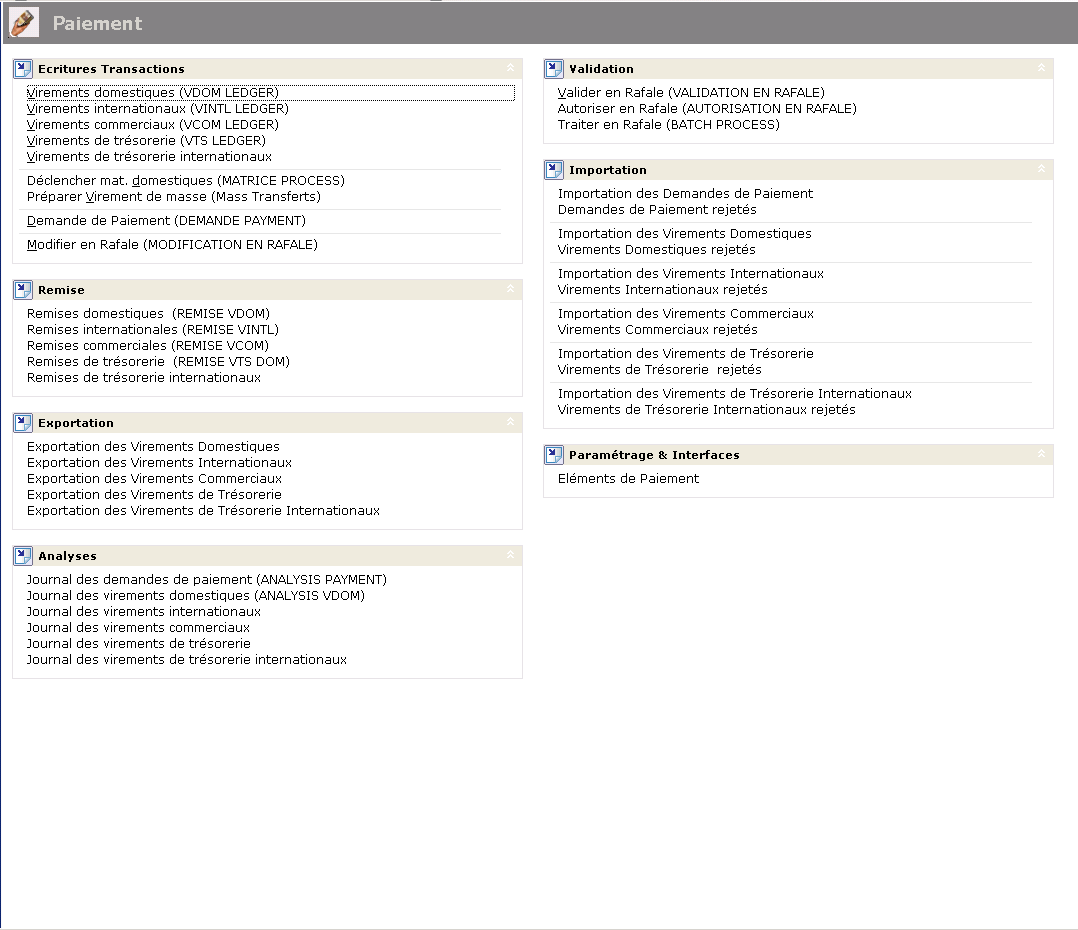 Paiement
Ecritures Transactions
Virements domestiques (VDOM LEDGER)
Virements internationaux (VINTL LEDGER)
Virements commerciaux (VCOM LEDGER)
Virements de trésorerie (VTS LEDGER)
Virements de trésorerie internationaux
Déclencher mat. domestiques (MATRICE PROCESS)
Préparer Virement de masse (Mass Transferts)
Demande de Paiement (DEMANDE PAYMENT)
Modifier en Rafale (MODIFICATION EN RAFALE)
Remise
Remises domestiques  (REMISE VDOM)
Remises internationales (REMISE VINTL)
Remises commerciales (REMISE VCOM)
Remises de trésorerie  (REMISE VTS DOM)
Remises de trésorerie internationaux
Exportation
Exportation des Virements Domestiques
Exportation des Virements Internationaux
Exportation des Virements Commerciaux
Exportation des Virements de Trésorerie
Exportation des Virements de Trésorerie Internationaux
Analyses
Journal des demandes de paiement (ANALYSIS PAYMENT)
Journal des virements domestiques (ANALYSIS VDOM)
Journal des virements internationaux
Journal des virements commerciaux
Journal des virements de trésorerie
Journal des virements de trésorerie internationaux
Validation
Valider en Rafale (VALIDATION EN RAFALE)
Autoriser en Rafale (AUTORISATION EN RAFALE)
Traiter en Rafale (BATCH PROCESS)
Importation
Importation des Demandes de Paiement
Demandes de Paiement rejetés
Importation des Virements Domestiques
Virements Domestiques rejetés
Importation des Virements Internationaux
Virements Internationaux rejetés
Importation des Virements Commerciaux
Virements Commerciaux rejetés
Importation des Virements de Trésorerie
Virements de Trésorerie  rejetés
Importation des Virements de Trésorerie Internationaux
Virements de Trésorerie Internationaux rejetés
Paramétrage & Interfaces
Eléments de Paiement